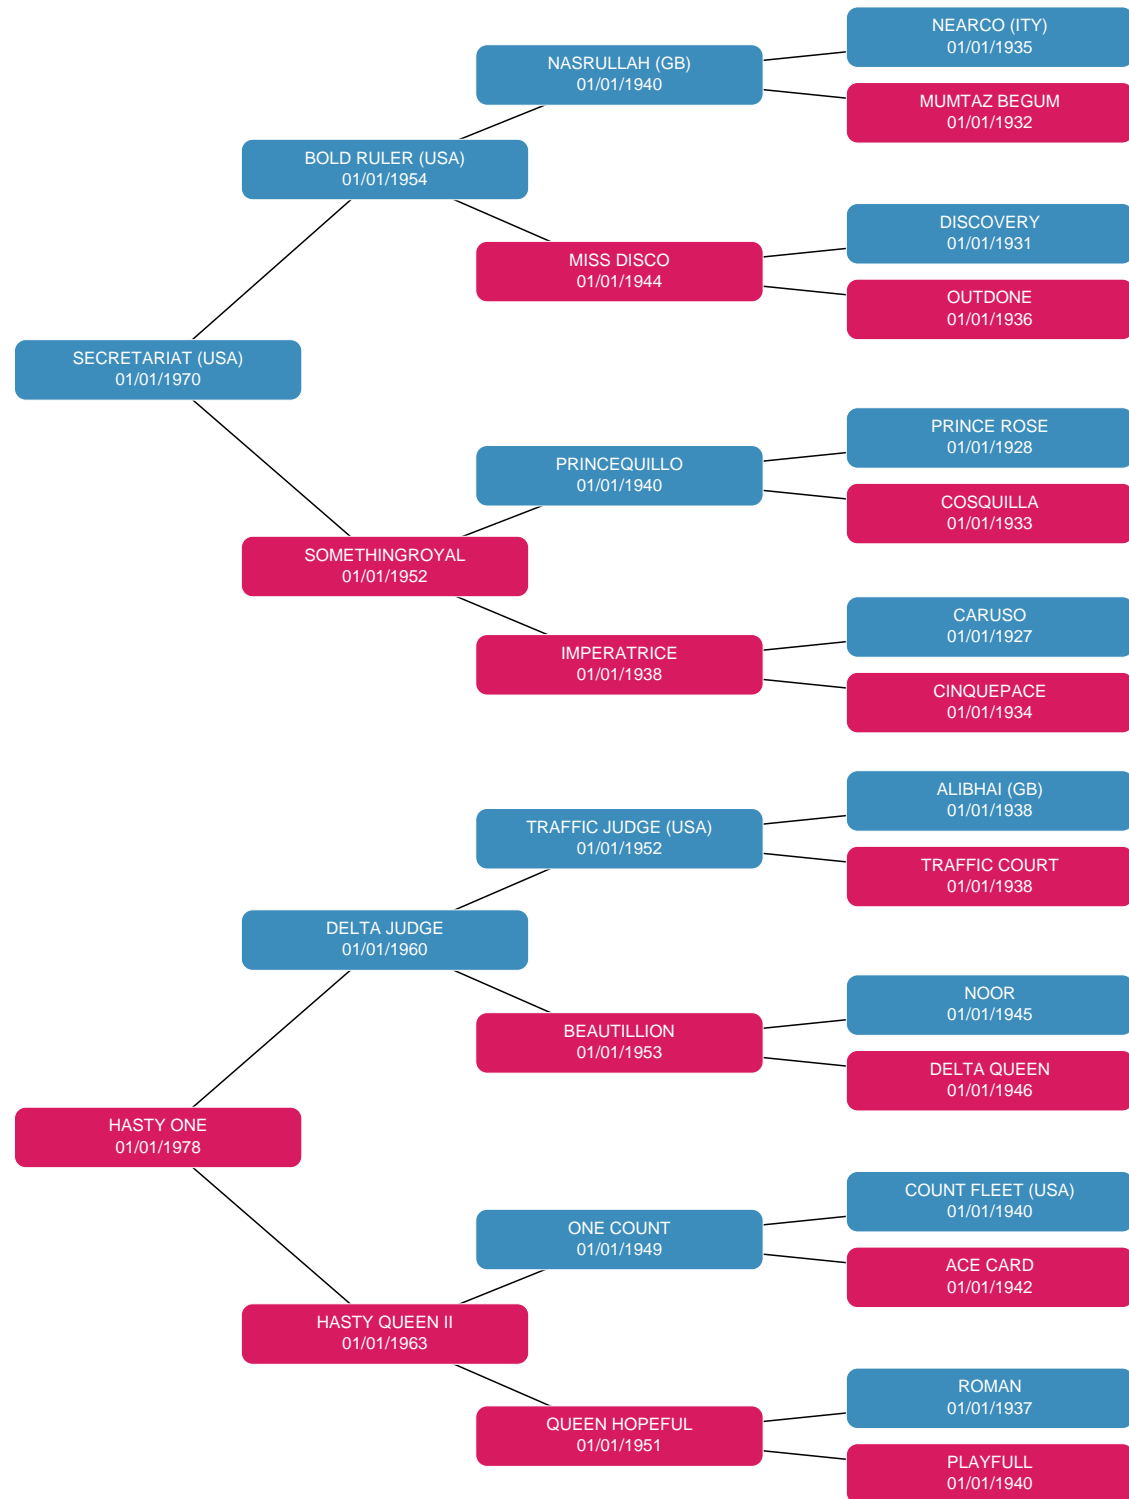 NEARCO (ITY)
01/01/1935
NASRULLAH (GB)
01/01/1940
MUMTAZ BEGUM
01/01/1932
BOLD RULER (USA)
01/01/1954
DISCOVERY
01/01/1931
MISS DISCO
01/01/1944
OUTDONE
01/01/1936
SECRETARIAT (USA)
01/01/1970
PRINCE ROSE
01/01/1928
PRINCEQUILLO
01/01/1940
COSQUILLA
01/01/1933
SOMETHINGROYAL
01/01/1952
CARUSO
01/01/1927
IMPERATRICE
01/01/1938
CINQUEPACE
01/01/1934
ALIBHAI (GB)
01/01/1938
TRAFFIC JUDGE (USA)
01/01/1952
TRAFFIC COURT
01/01/1938
DELTA JUDGE
01/01/1960
NOOR
01/01/1945
BEAUTILLION
01/01/1953
DELTA QUEEN
01/01/1946
HASTY ONE
01/01/1978
COUNT FLEET (USA)
01/01/1940
ONE COUNT
01/01/1949
ACE CARD
01/01/1942
HASTY QUEEN II
01/01/1963
ROMAN
01/01/1937
QUEEN HOPEFUL
01/01/1951
PLAYFULL
01/01/1940